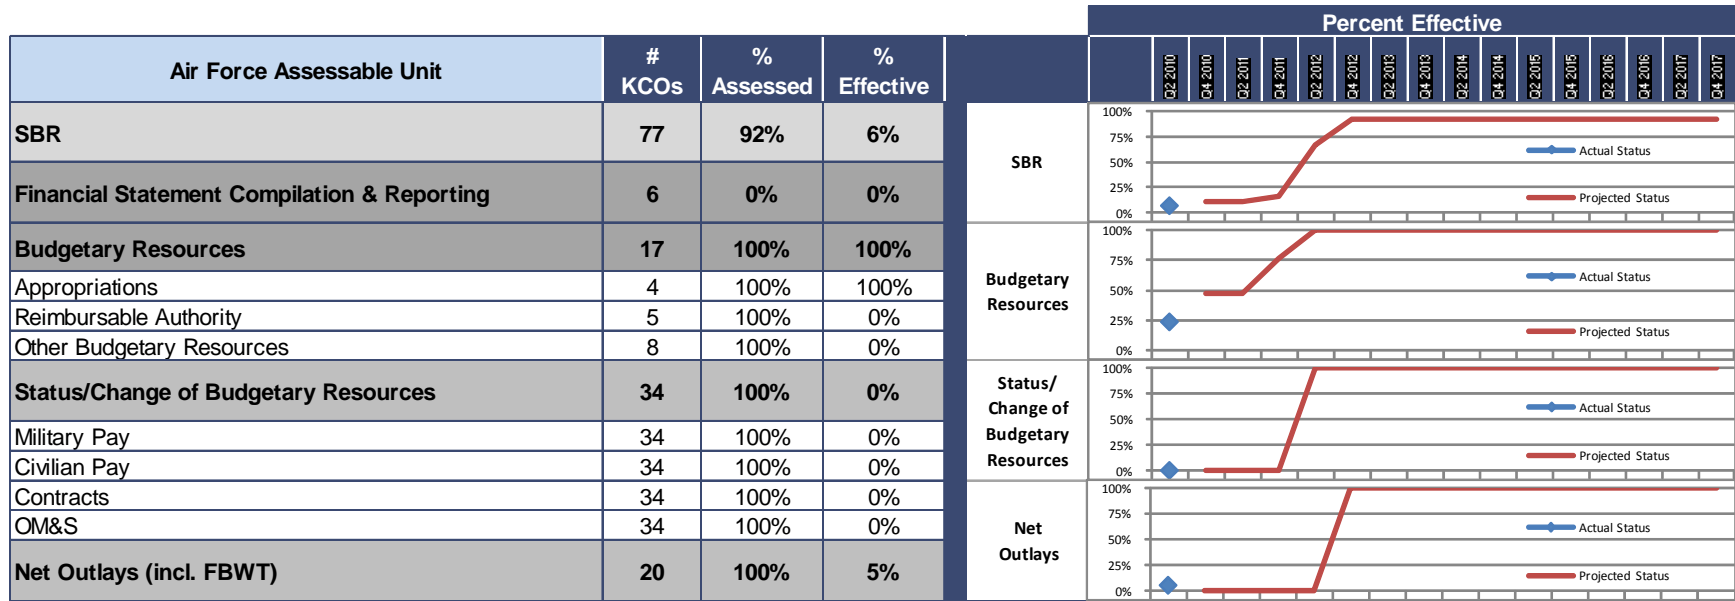 Percent Effective
Air Force Assessable Unit # KCOs % Assessed % Effective
Q2 2010 Q4 2010 Q2 2011 Q4 2011 Q2 2012 Q4 2012 Q2 2013 Q4 2013 Q2 2014 Q4 2014 Q2 2015 Q4 2015 Q2 2016 Q4 2016 Q2 2017 Q4 2017
SBR 77 92% 6%
Financial Statement Compilation & Reporting 6 0% 0%
Budgetary Resources 17 100% 100%
Appropriations 4 100% 100%
Reimbursable Authority 5 100% 0%
Other Budgetary Resources 8 100% 0%
Status/Change of Budgetary Resources 34 100% 0%
Military Pay 34 100% 0%
Civilian Pay 34 100% 0%
Contracts 34 100% 0%
OM&S 34 100% 0%
Net Outlays (incl. FBWT) 20 100% 5%
SBR
100%
75%
50%
25%
0%
Actual Status
Projected Status
Budgetary
Resources
100%
75%
50%
25%
0%
Actual Status
Projected Status
Status/
Change of
Budgetary
Resources
100%
75%
50%
25%
0%
Actual Status
Projected Status
Net
Outlays
100%
75%
50%
25%
0%
Actual Status
Projected Status